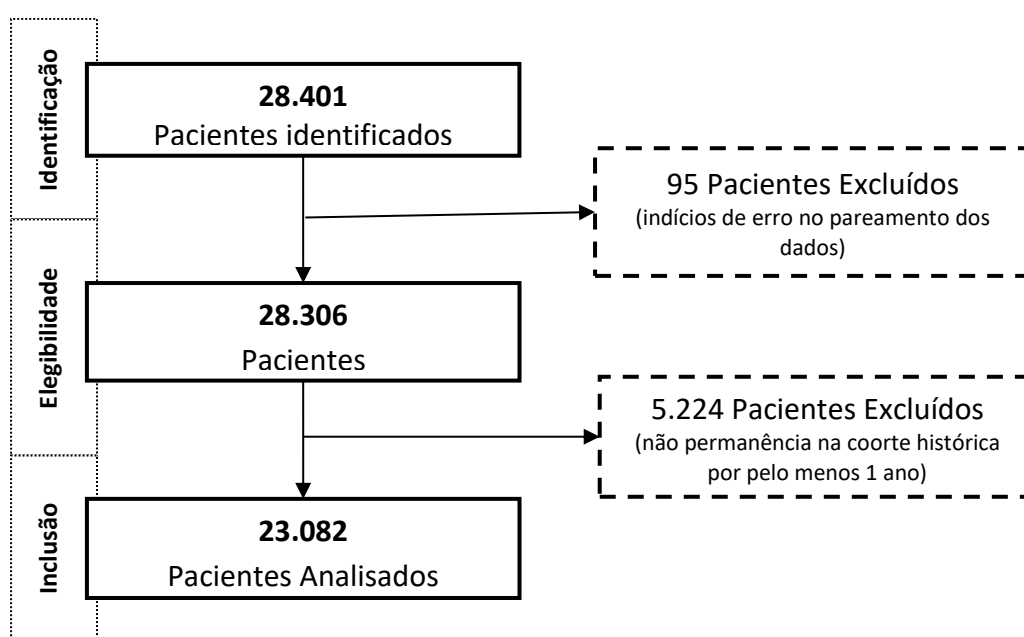 Identificação
28.401
Pacientes identificados
95 Pacientes Excluídos
(indícios de erro no pareamento dos
dados)
Elegibilidade
28.306
Pacientes
5.224 Pacientes Excluídos
(não permanência na coorte histórica
por pelo menos 1 ano)
Inclusão
23.082
Pacientes Analisados